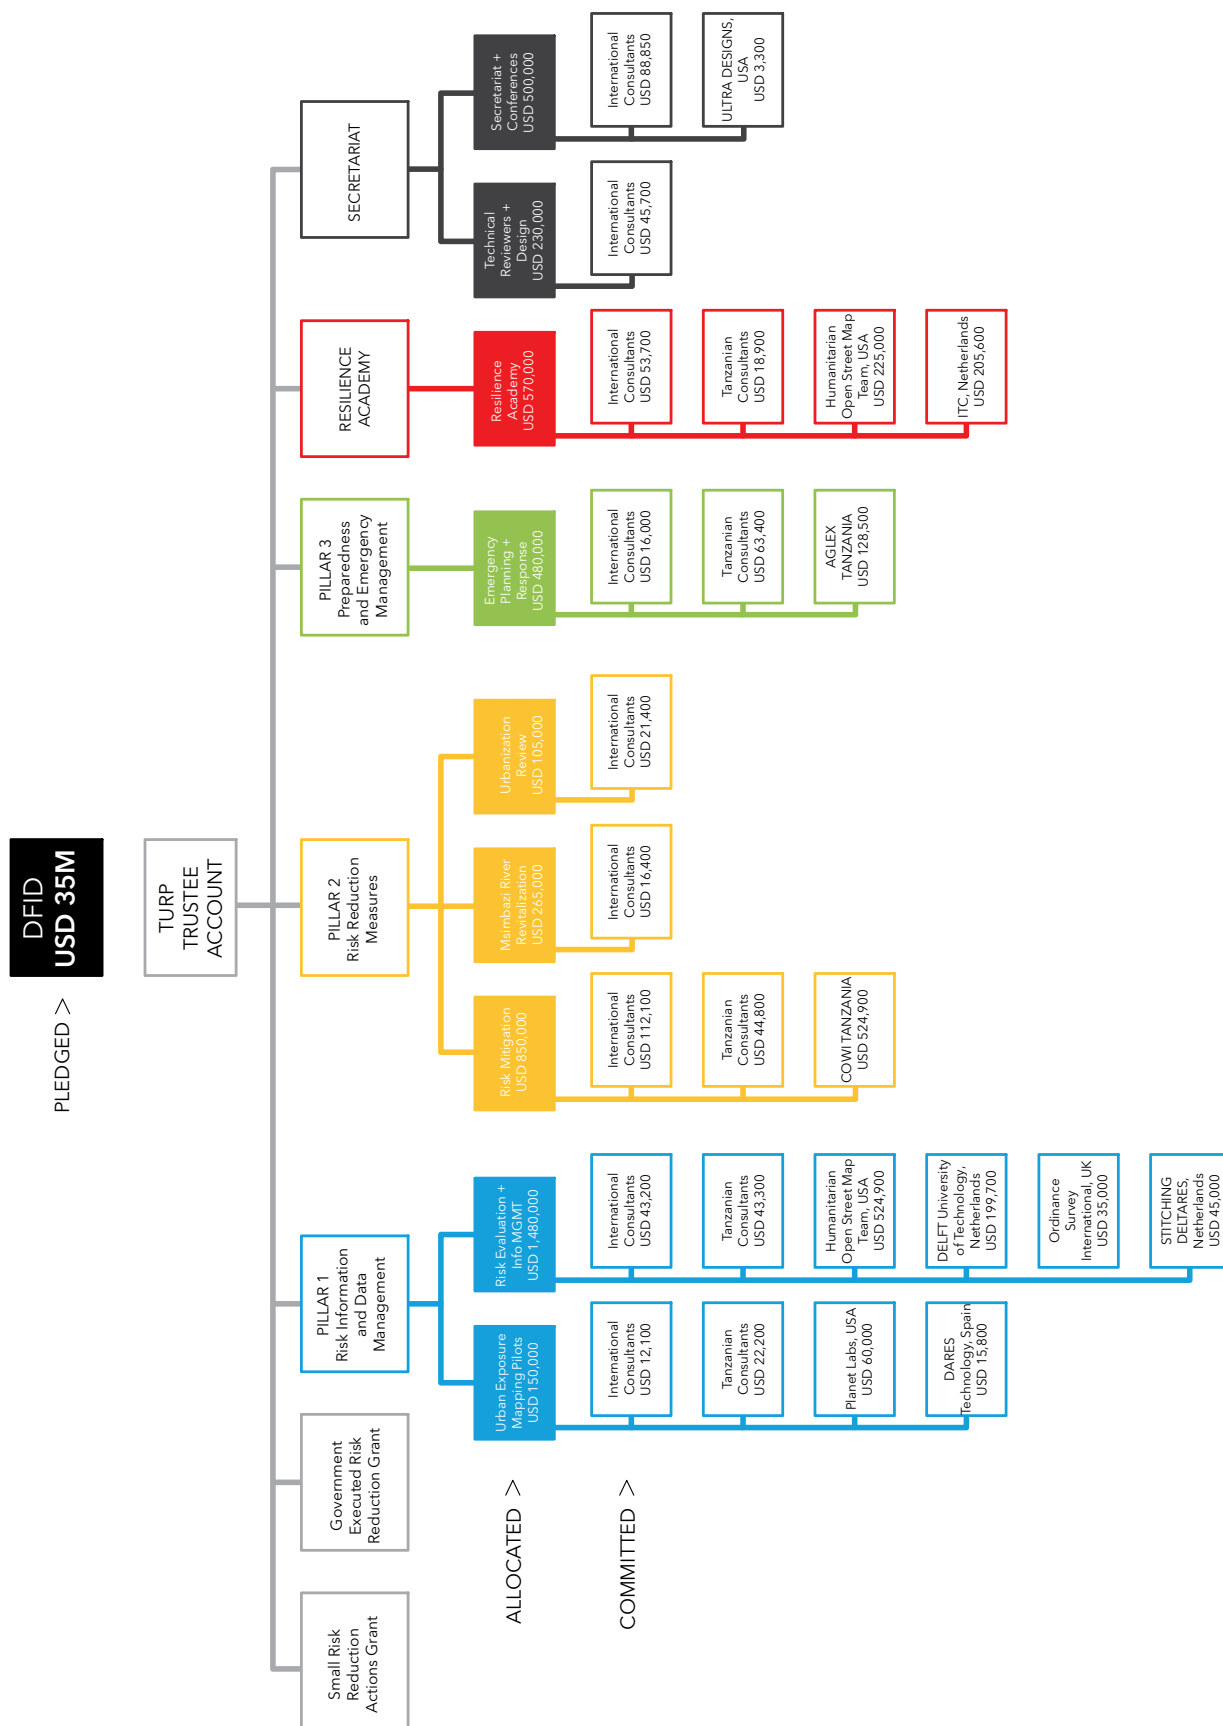 DFID
USD 35M
PLEDGED >
TURP
TRUSTEE
ACCOUNT
Small Risk
Reduction
Actions Grant
Government
Executed Risk
Reduction Grant
PILLAR 1
Risk Information
and Data
Management
PILLAR 2
Risk Reduction
Measures
PILLAR 3
Preparedness
and Emergency
Management
RESILIENCE
ACADEMY
SECRETARIAT
ALLOCATED >
Urban Exposure
Mapping Pilots
USD 150,000
Risk Evaluation +
Info MGMT
USD 1,480,000
Risk Mitigation
USD 850,000
Msimbazi River
Revitalization
USD 265,000
Urbanization
Review
USD 105,000
Emergency
Planning +
Response
USD 480,000
Resilience
Academy
USD 570,000
Technical
Reviewers +
Design
USD 230,000
Secretariat +
Conferences
USD 500,000
COMMITTED >
International
Consultants
USD 12,100
Tanzanian
Consultants
USD 22,200
Planet Labs, USA
USD 60,000
DARES
Technology, Spain
USD 15,800
International
Consultants
USD 43,200
Tanzanian
Consultants
USD 43,300
Humanitarian
Open Street Map
Team, USA
USD 524,900
DELFT University
of Technology,
Netherlands
USD 199,700
Ordinance
Survey
International, UK
USD 35,000
STITCHING
DELTARES,
Netherlands
USD 45,000
International
Consultants
USD 112,100
Tanzanian
Consultants
USD 44,800
COWI TANZANIA
USD 524,900
International
Consultants
USD 16,400
International
Consultants
USD 21,400
International
Consultants
USD 16,000
Tanzanian
Consultants
USD 63,400
AGLEX
TANZANIA
USD 128,500
International
Consultants
USD 53,700
Tanzanian
Consultants
USD 18,900
Humanitarian
Open Street Map
Team, USA
USD 225,000
ITC, Netherlands
USD 205,600
International
Consultants
USD 45,700
International
Consultants
USD 88,850
ULTRA DESIGNS,
USA
USD 3,300